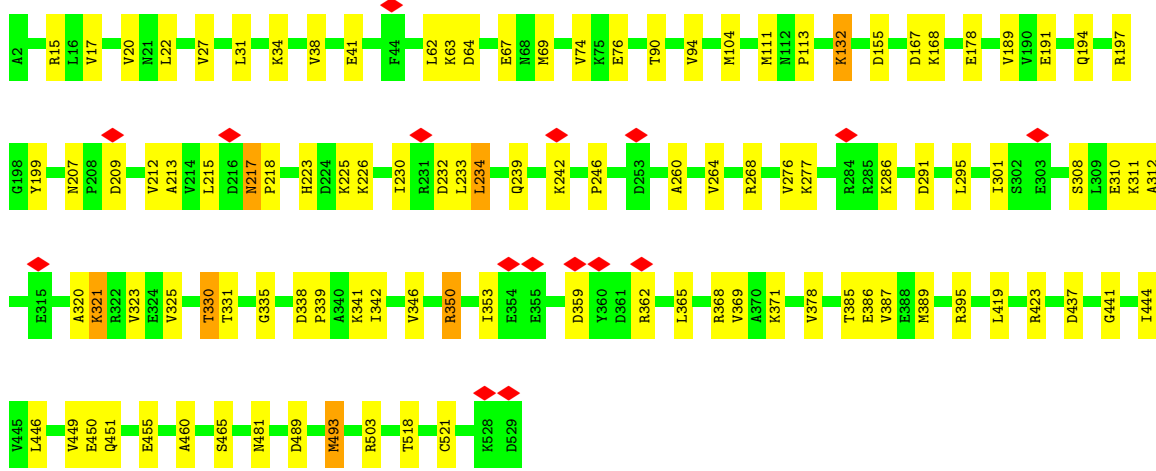 A2 R15 L16 V17 V20 N21 L22 V27 L31 K34 V38 E41 F44 L62 K63 D64 E67 N68 M69 V74 K75 E76 T90 V94 M104 M111 N112 P113 K132 D155 D167 K168 E178 V189 V190 E191 Q194 R197
G198 Y199 N207 P208 D209 V212 A213 V214 L215 D216 N217 P218 H223 D224 K225 K226 I230 R231 D232 L233 L234 Q239 K242 P246 D253 A260 V264 R268 V276 K277 R284 R285 K286 D291 L295 I301 S302 E303 S308 L309 E310 K311 A312
E315 A320 K321 R322 V323 E324 V325 T330 T331 G335 D338 P339 A340 K341 I342 V346 R350 I353 E354 E355 D359 Y360 D361 R362 L365 R368 V369 A370 K371 V378 T385 E386 V387 E388 M389 R395 L419 R423 D437 G441 I444
V445 L446 V449 E450 Q451 E455 A460 S465 N481 D489 M493 R503 T518 C521 K528 D529